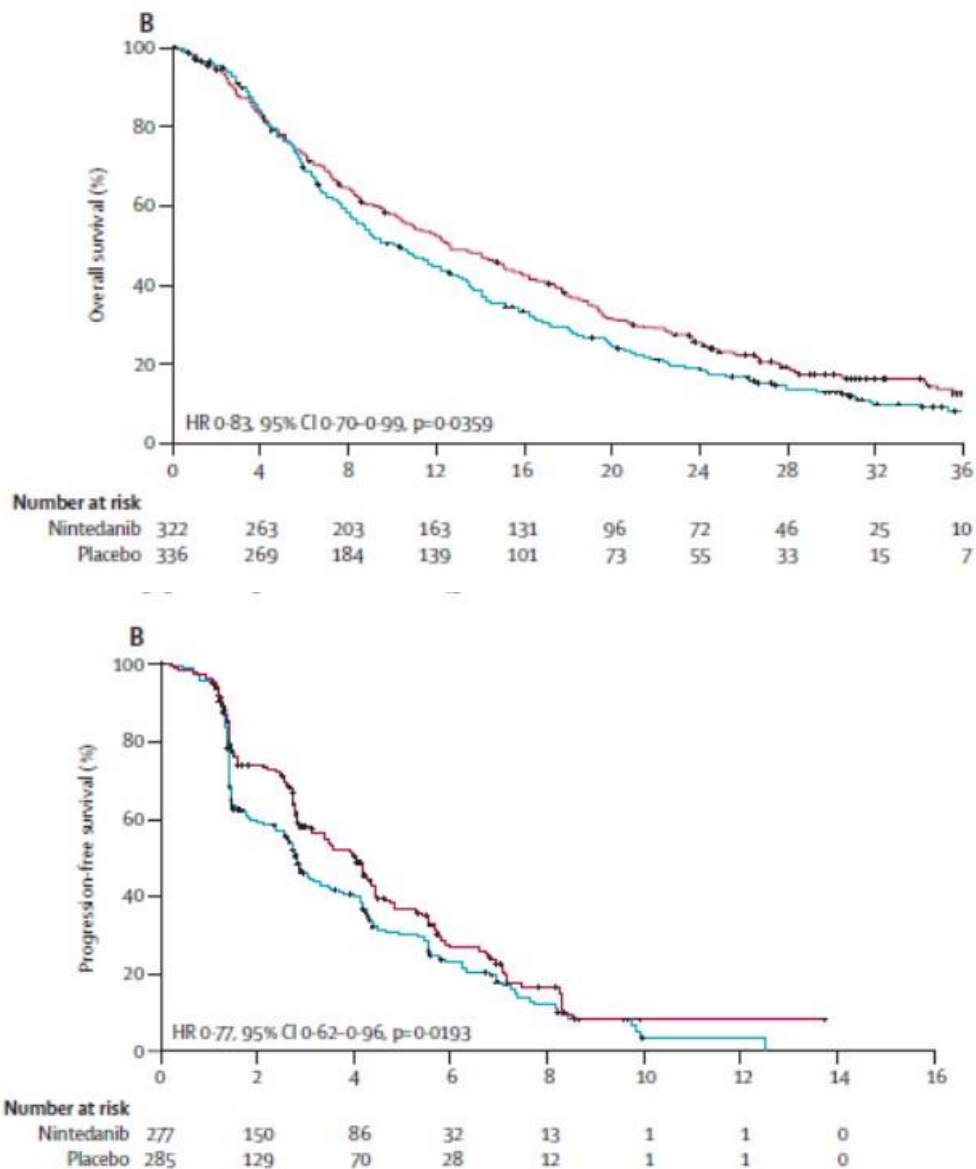 B
100
80
60
40
20
0
Overall survival (%)
HR 0·83, 95% CI 0·70–0·99, p=0·0359
0 4 8 12 16 20 24 28 32 36
Number at risk
Nintedanib 322 263 203 163 131 96 72 46 25 10
Placebo 336 269 184 139 101 73 55 33 15 7
B
100
80
60
40
20
0
Progression-free survival (%)
HR 0·77, 95% CI 0·62–0·96, p=0·0193
0 2 4 6 8 10 12 14 16
Number at risk
Nintedanib 277 150 86 32 13 1 1 0
Placebo 285 129 70 28 12 1 1 0